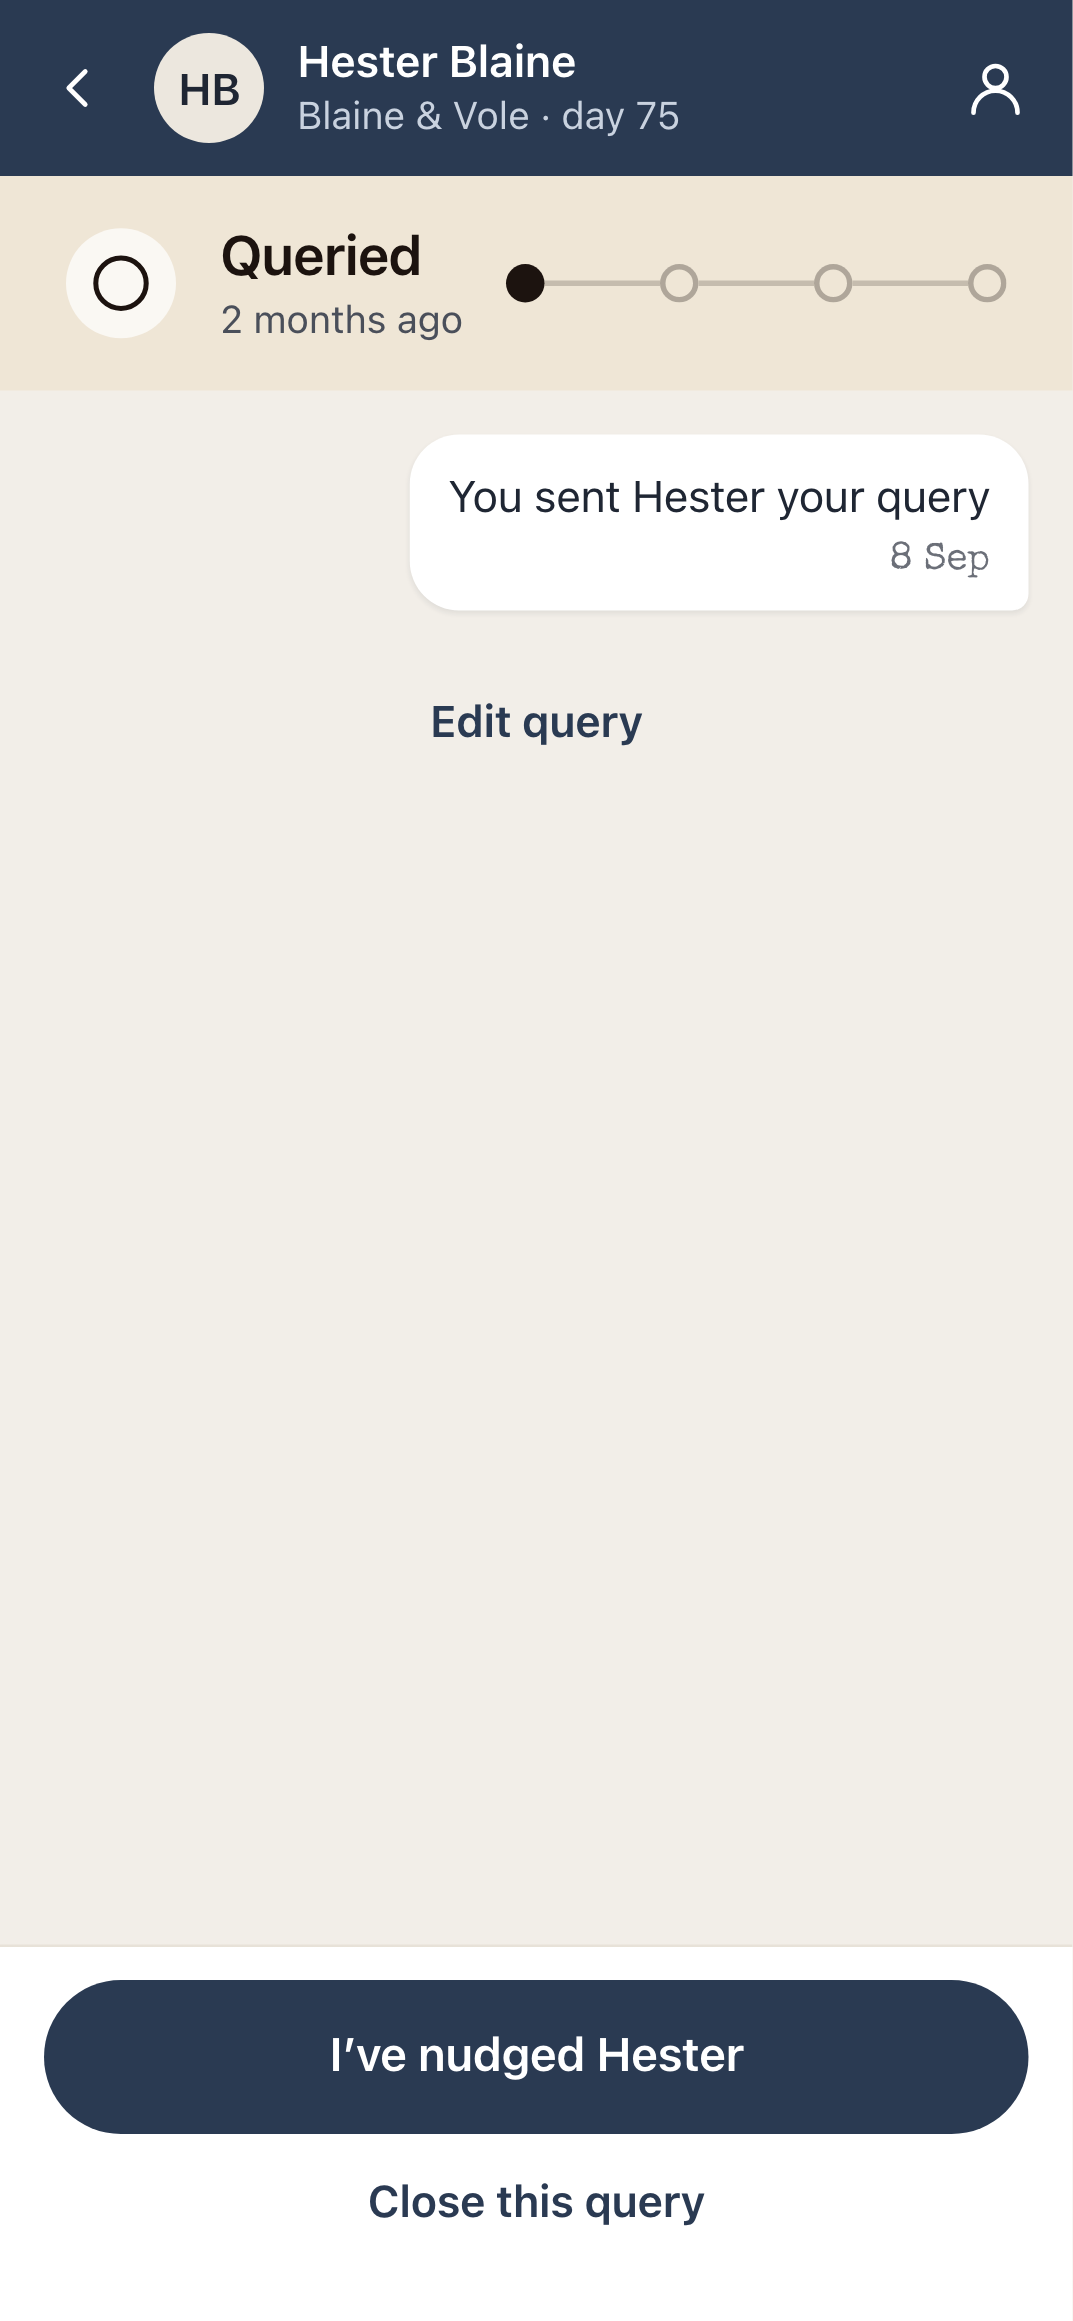 HB
Hester Blaine
Blaine & Vole · day 75
Queried
2 months ago
You sent Hester your query
8 Sep
Edit query
I’ve nudged Hester
Close this query